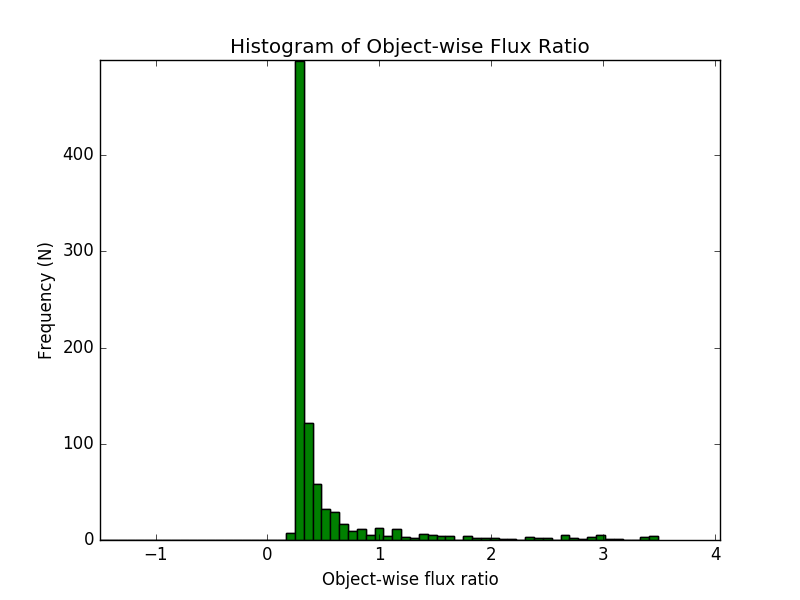 Histogram of Object-wise Flux Ratio
Frequency (N)
400
300
200
100
0
−1 0 1 2 3 4
Object-wise flux ratio